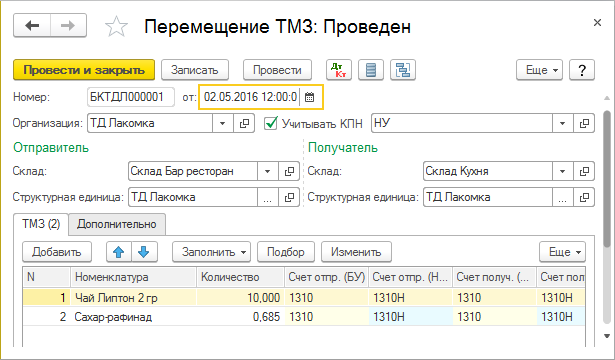 Перемещение ТМЗ: Проведен
Провести и закрыть Записать Провести Дт Кт Еще ?
Номер: БКТДЛ000001 от: 02.05.2016 12:00:0
Организация: ТД Лакомка Учитывать КПН НУ
Отправитель Получатель
Склад: Склад Бар ресторан Склад: Склад Кухня
Структурная единица: ТД Лакомка ... Структурная единица: ТД Лакомка ...
ТМЗ (2) Дополнительно
Добавить Заполнить Подбор Изменить Еще
N Номенклатура Количество Счет отпр. (БУ) Счет отпр. (Н... Счет получ. (... Счет пол
1 Чай Липтон 2 гр 10,000 1310 1310Н 1310 1310Н
2 Сахар-рафинад 0,685 1310 1310Н 1310 1310Н